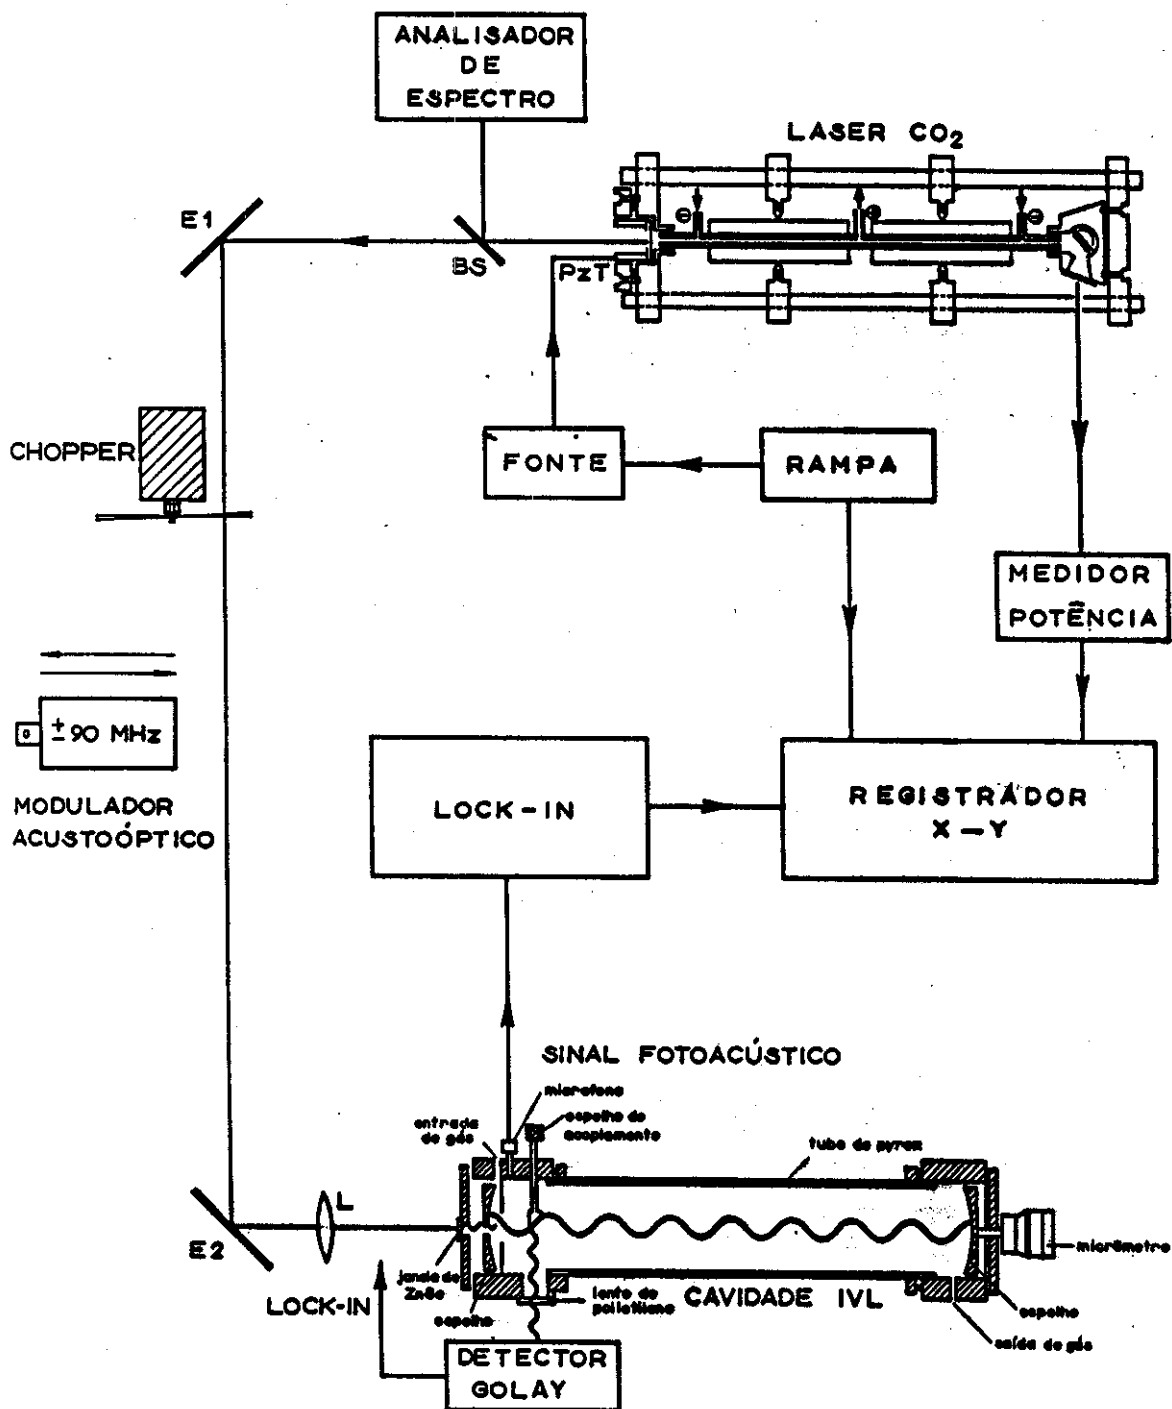 ANALISADOR
DE
ESPECTRO
LASER CO2
E1
BS
PzT
CHOPPER
FONTE
RAMPA
MEDIDOR
POTÊNCIA
± 90 MHz
MODULADOR
ACUSTOÓPTICO
LOCK-IN
REGISTRADOR
X-Y
SINAL FOTOACÚSTICO
microfone
espelho de
acoplamento
entrada
de gás
tubo de pyrex
L
E2
micrômetro
janela de
ZnSe
espelho
lente de
polietileno
CAVIDADE IVL
espelho
saída de gás
LOCK-IN
DETECTOR
GOLAY